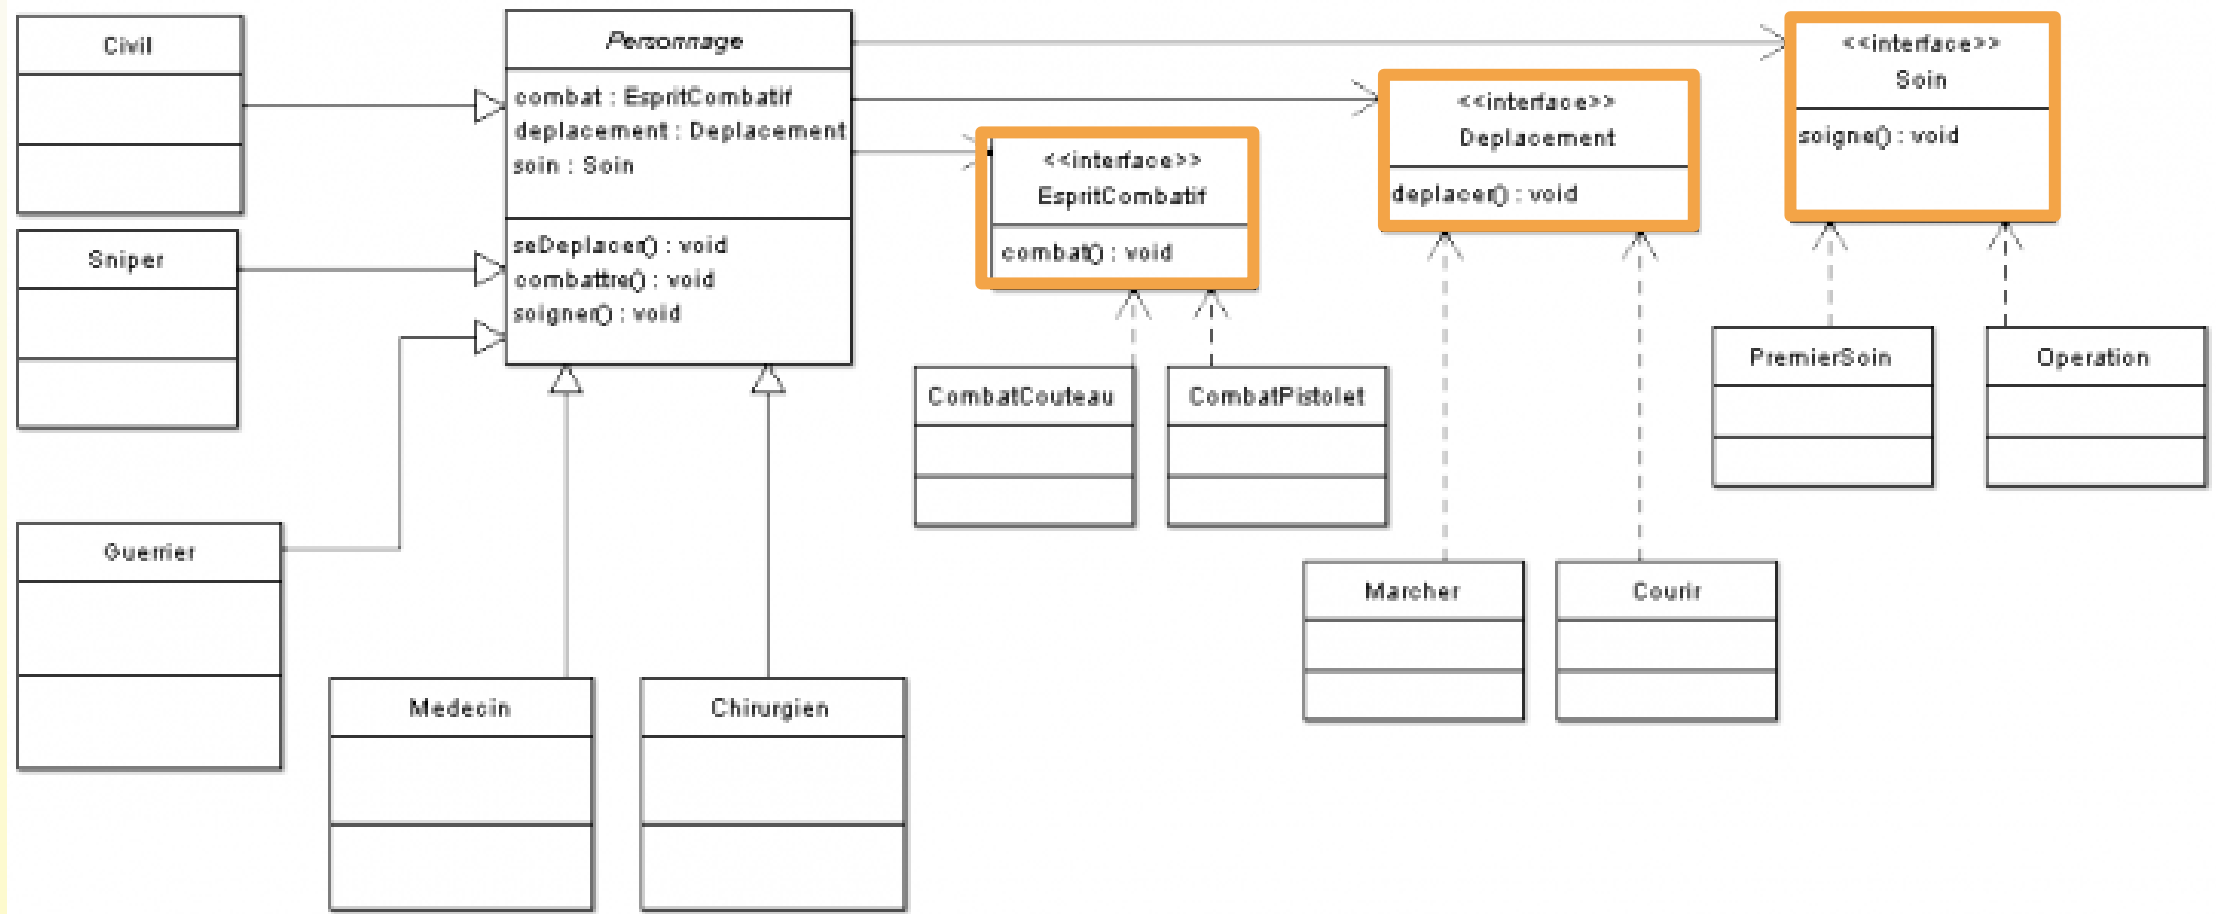 Civil
Personnage
combat : EspritCombatif
deplacement : Deplacement
soin : Soin
seDeplacer() : void
combattre() : void
soigner() : void
<<interface>>
Soin
soigne() : void
<<interface>>
Deplacement
deplacer() : void
<<interface>>
EspritCombatif
combat() : void
Sniper
Guerrier
Medecin
Chirurgien
CombatCouteau
CombatPistolet
Marcher
Courir
PremierSoin
Operation